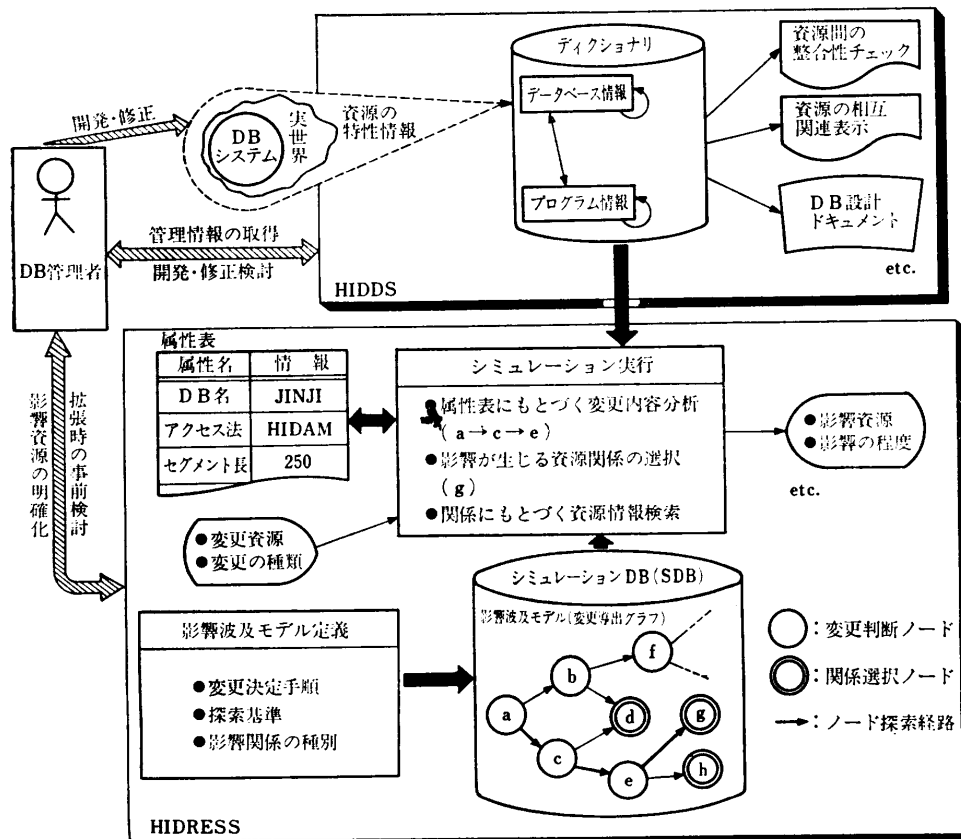 ディクショナリ
データベース情報
プログラム情報
資源間の
整合性チェック
資源の相互
関連表示
DB設計
ドキュメント
etc.
HIDDS
開発・修正
DB
システム
実世界
資源の
特性情報
DB管理者
管理情報の取得
開発・修正検討
拡張時の事前検討
影響資源の明確化
属性表
属性名 情報
DB名 JINJI
アクセス法 HIDAM
セグメント長 250
シミュレーション実行
●属性表にもとづく変更内容分析
(a→c→e)
●影響が生じる資源関係の選択
(g)
●関係にもとづく資源情報検索
●影響資源
●影響の程度
etc.
●変更資源
●変更の種類
影響波及モデル定義
●変更決定手順
●探索基準
●影響関係の種別
シミュレーションDB(SDB)
影響波及モデル(変更導出グラフ)
a
b
c
d
e
f
g
h
:変更判断ノード
:関係選択ノード
:ノード探索経路
HIDRESS